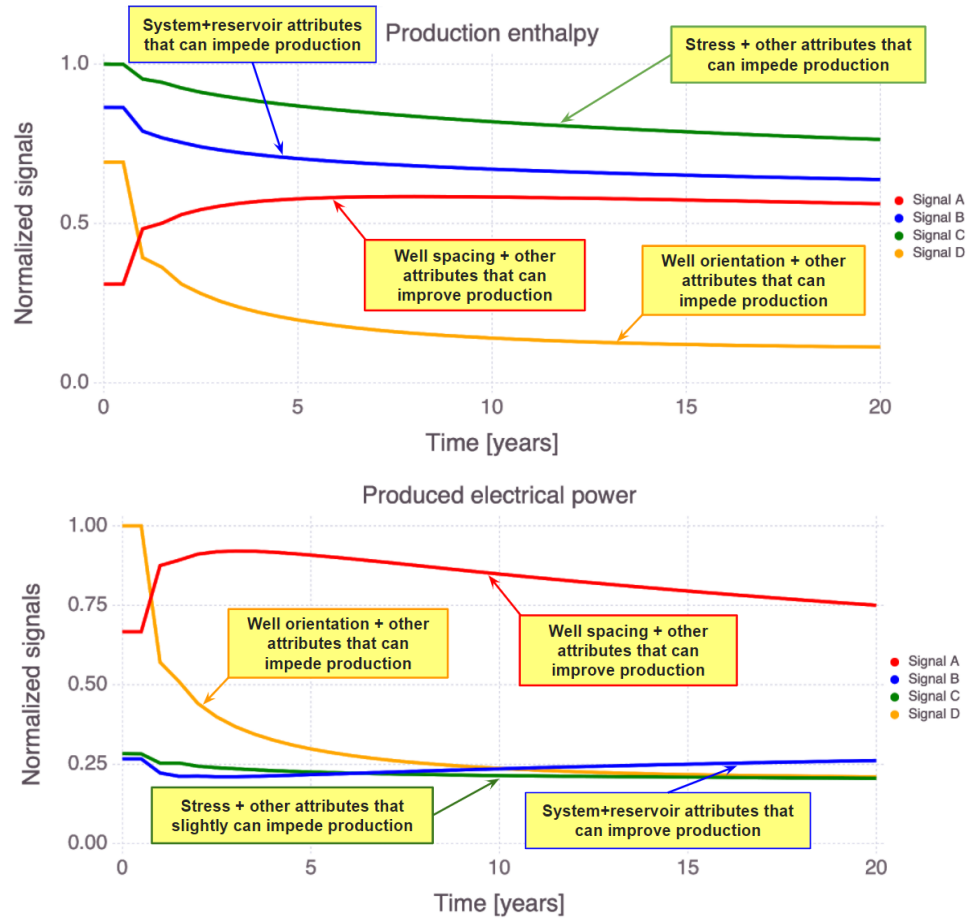 System+reservoir attributes
that can impede production
Production enthalpy
Stress + other attributes that
can impede production
Normalized signals
1.0
0.5
0.0
Well spacing + other
attributes that can
improve production
Well orientation + other
attributes that can
impede production
Signal A
Signal B
Signal C
Signal D
0
5
10
15
20
Time [years]
Produced electrical power
Normalized signals
1.00
0.75
0.50
0.25
0.00
Well orientation + other
attributes that can
impede production
Well spacing + other
attributes that can
improve production
Signal A
Signal B
Signal C
Signal D
Stress + other attributes that
slightly can impede production
System+reservoir attributes that
can improve production
0
5
10
15
20
Time [years]